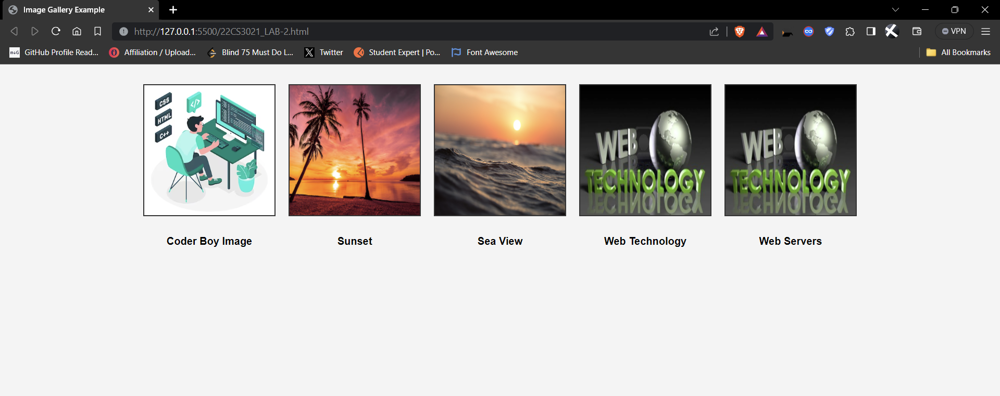 Image Gallery Example
http://127.0.0.1:5500/22CS3021_LAB-2.html
VPN
m↓G GitHub Profile Read... Affiliation / Upload... Blind 75 Must Do L... Twitter Student Expert | Po... Font Awesome All Bookmarks
CSS
</>
HTML
C++
WEB
TECHNOLOGY
WEB
TECHNOLOGY
Coder Boy Image Sunset Sea View Web Technology Web Servers